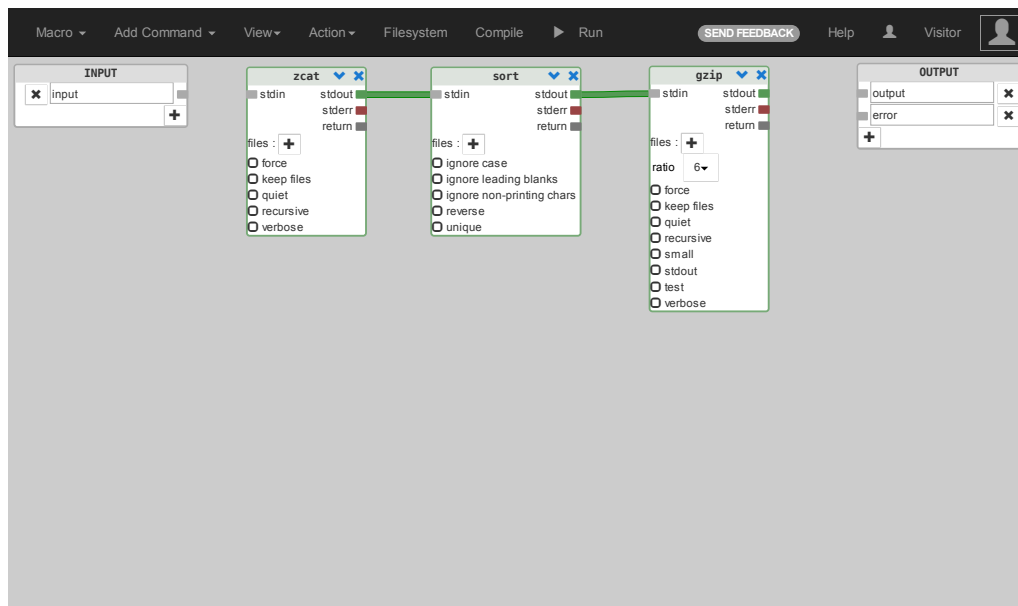 Macro Add Command View Action Filesystem Compile Run SEND FEEDBACK Help Visitor
INPUT
input
zcat
stdin stdout
stderr
return
files :
force
keep files
quiet
recursive
verbose
sort
stdin stdout
stderr
return
files :
ignore case
ignore leading blanks
ignore non-printing chars
reverse
unique
gzip
stdin stdout
stderr
return
files :
ratio 6
force
keep files
quiet
recursive
small
stdout
test
verbose
OUTPUT
output
error